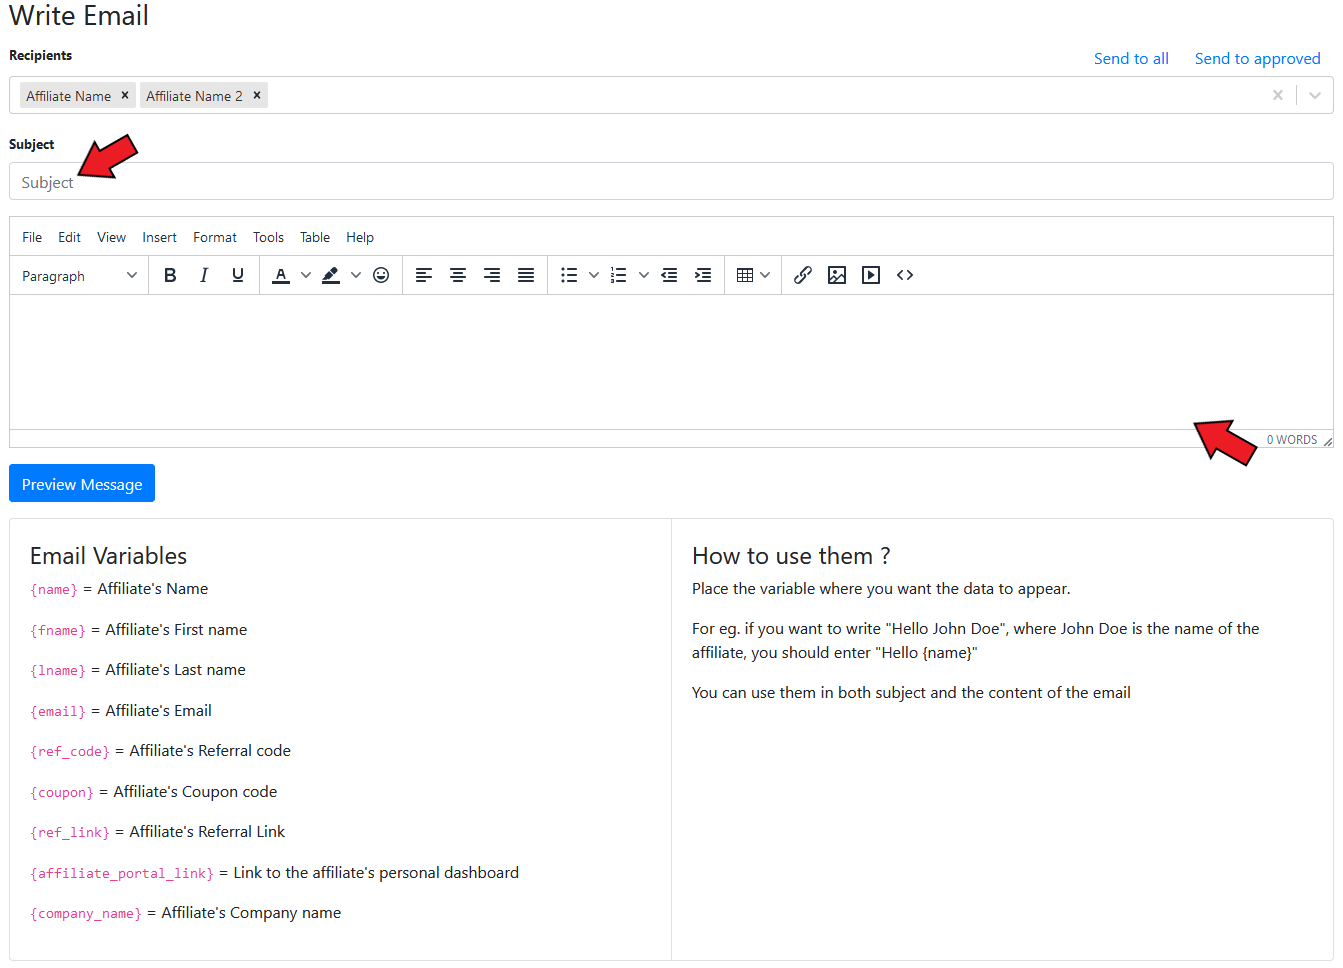 Write Email
Recipients
Send to all Send to approved
Affiliate Name × Affiliate Name 2 ×
Subject
Subject
File Edit View Insert Format Tools Table Help
Paragraph B I U A
0 WORDS
Preview Message
Email Variables
{name} = Affiliate's Name
{fname} = Affiliate's First name
{lname} = Affiliate's Last name
{email} = Affiliate's Email
{ref_code} = Affiliate's Referral code
{coupon} = Affiliate's Coupon code
{ref_link} = Affiliate's Referral Link
{affiliate_portal_link} = Link to the affiliate's personal dashboard
{company_name} = Affiliate's Company name
How to use them ?
Place the variable where you want the data to appear.
For eg. if you want to write "Hello John Doe", where John Doe is the name of the
affiliate, you should enter "Hello {name}"
You can use them in both subject and the content of the email